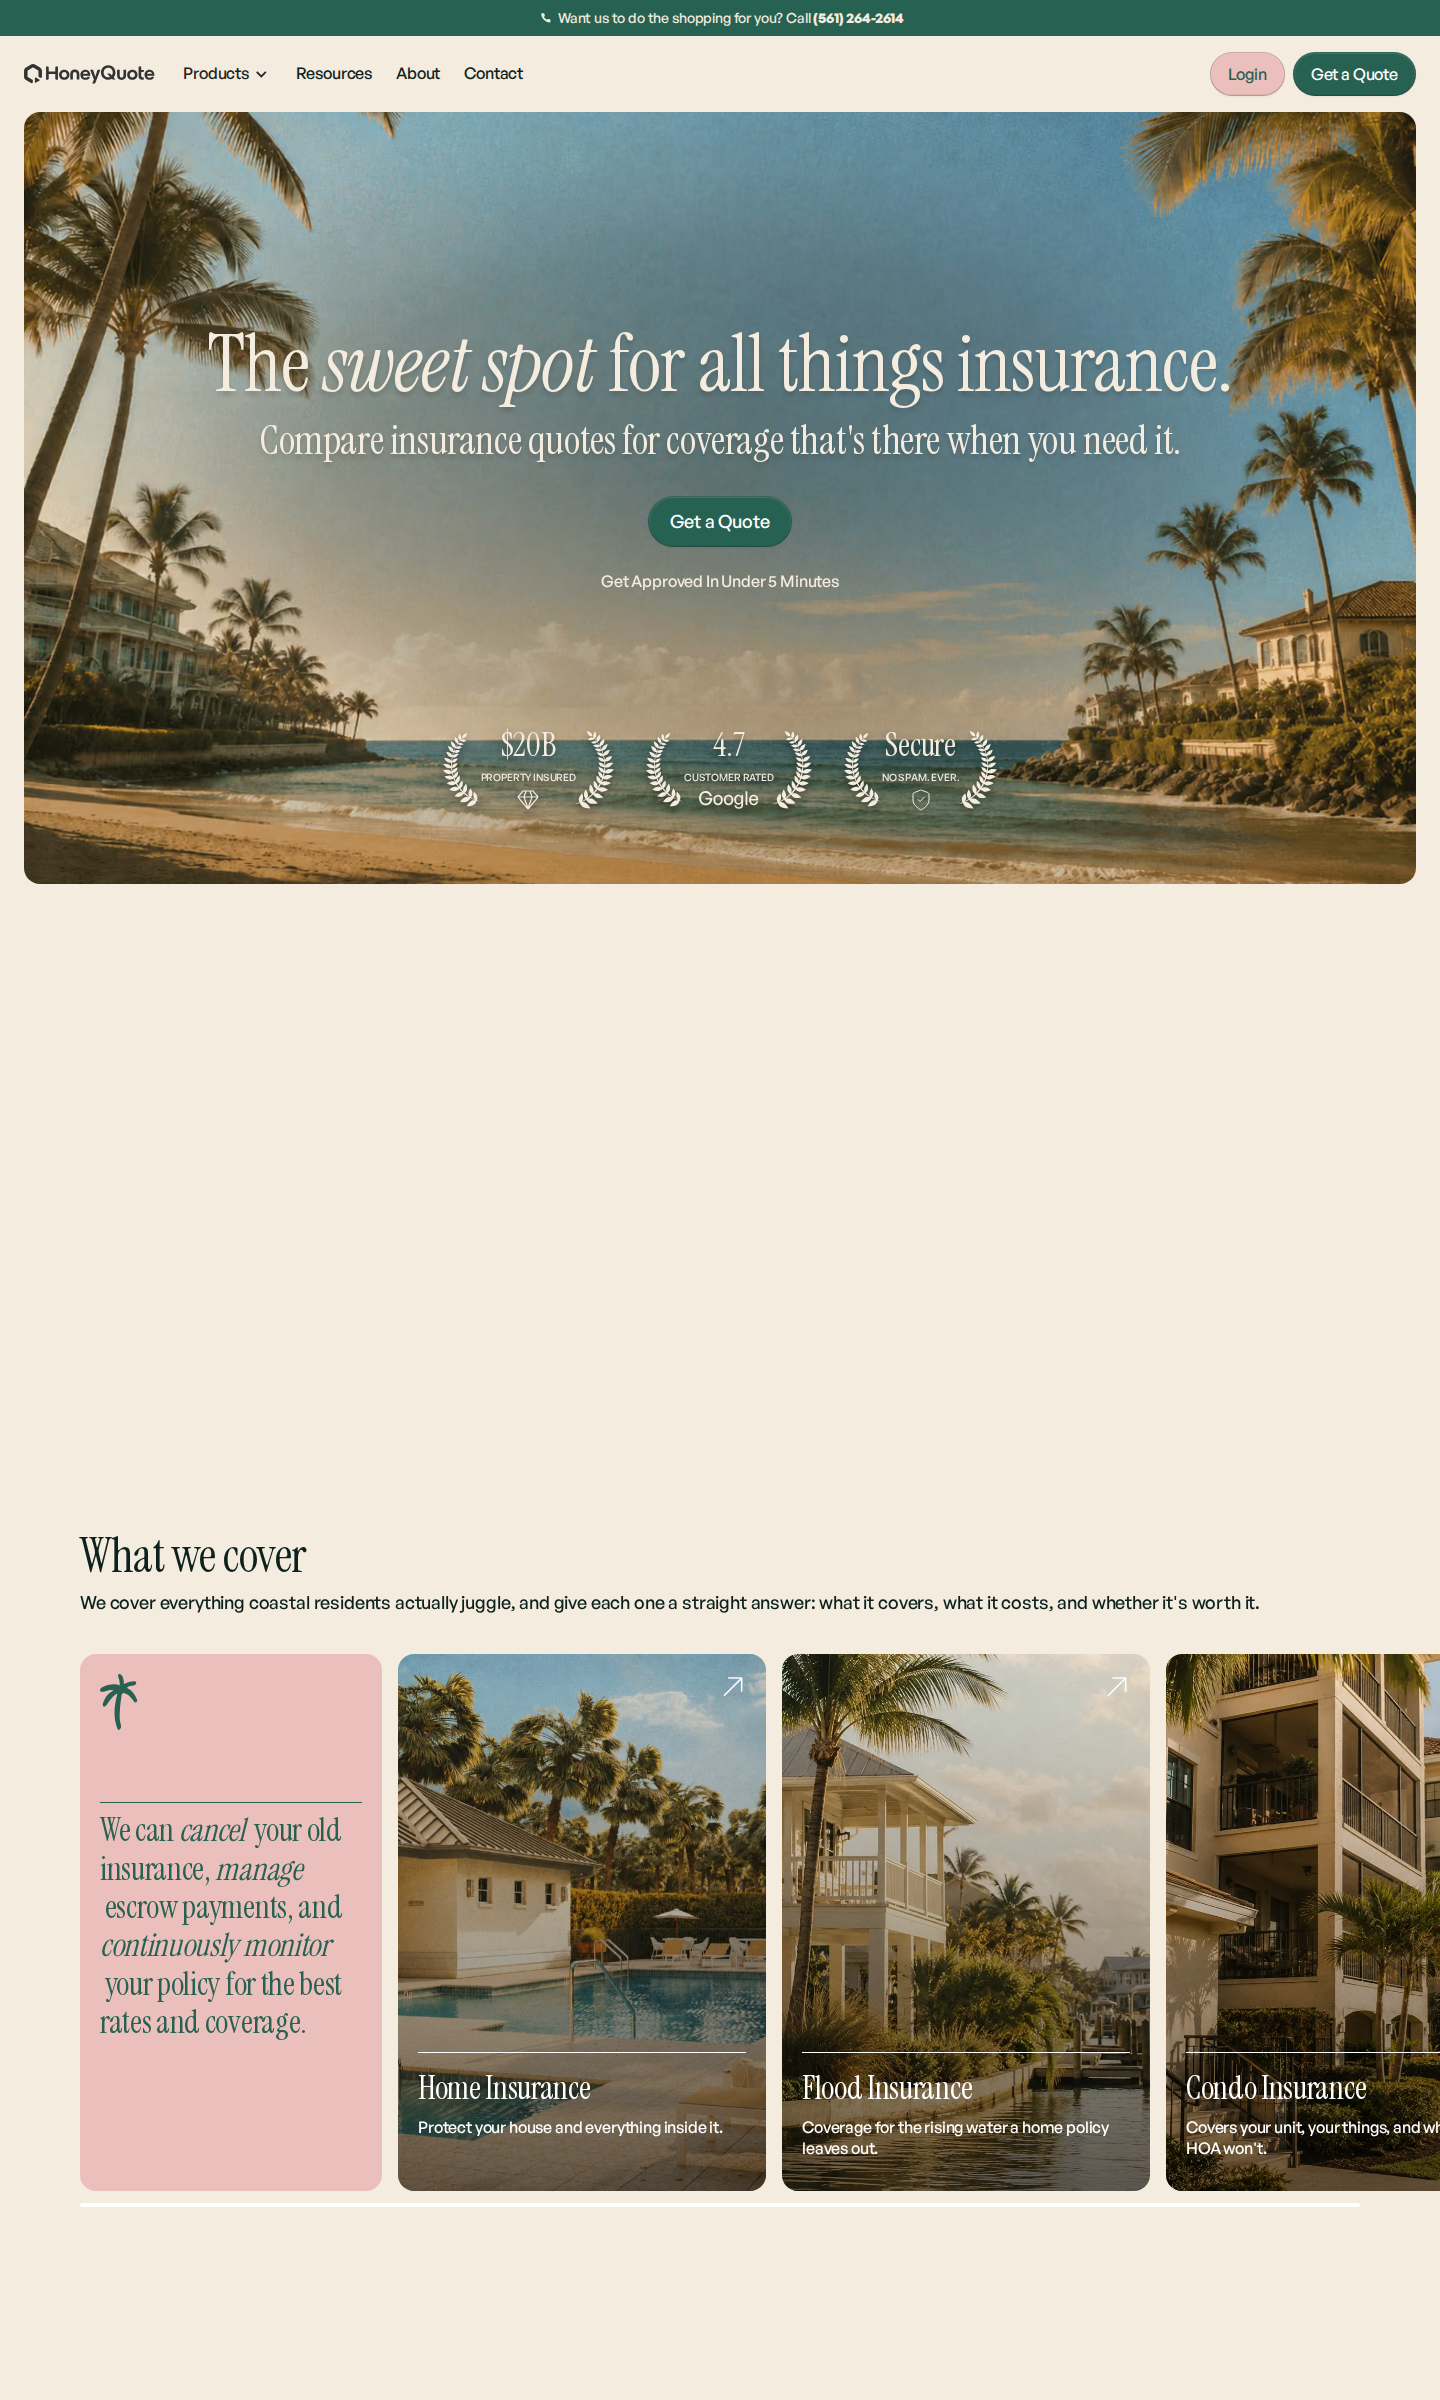 Want us to do the shopping for you? Call (561) 264-2614
HoneyQuote
Products
Resources
About
Contact
Login
Get a Quote
The sweet spot for all things insurance.
Compare insurance quotes for coverage that's there when you need it.
Get a Quote
Get Approved In Under 5 Minutes
$20B
PROPERTY INSURED
4.7
CUSTOMER RATED
Google
Secure
NO SPAM. EVER.
What we cover
We cover everything coastal residents actually juggle, and give each one a straight answer: what it covers, what it costs, and whether it's worth it.
We can cancel your old
insurance, manage
escrow payments, and
continuously monitor
your policy for the best
rates and coverage.
Home Insurance
Protect your house and everything inside it.
Flood Insurance
Coverage for the rising water a home policy
leaves out.
Condo Insurance
Covers your unit, your things, and
HOA won't.